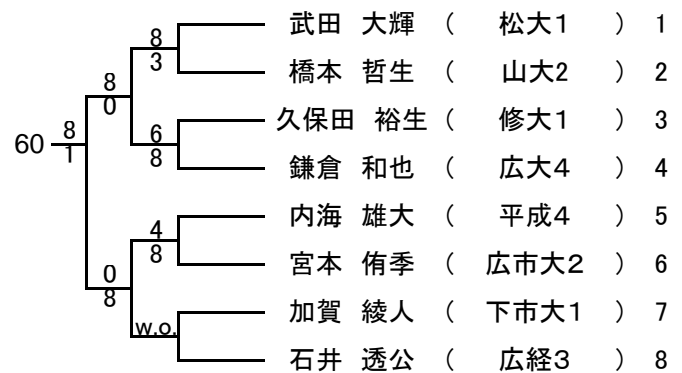 武田 大輝 ( 松大1 ) 1
8
3
橋本 哲生 ( 山大2 ) 2
8
0
久保田 裕生 ( 修大1 ) 3
6
8
60
8
1
鎌倉 和也 ( 広大4 ) 4
内海 雄大 ( 平成4 ) 5
4
8
宮本 侑季 ( 広市大2 ) 6
0
8
加賀 綾人 ( 下市大1 ) 7
w.o.
石井 透公 ( 広経3 ) 8